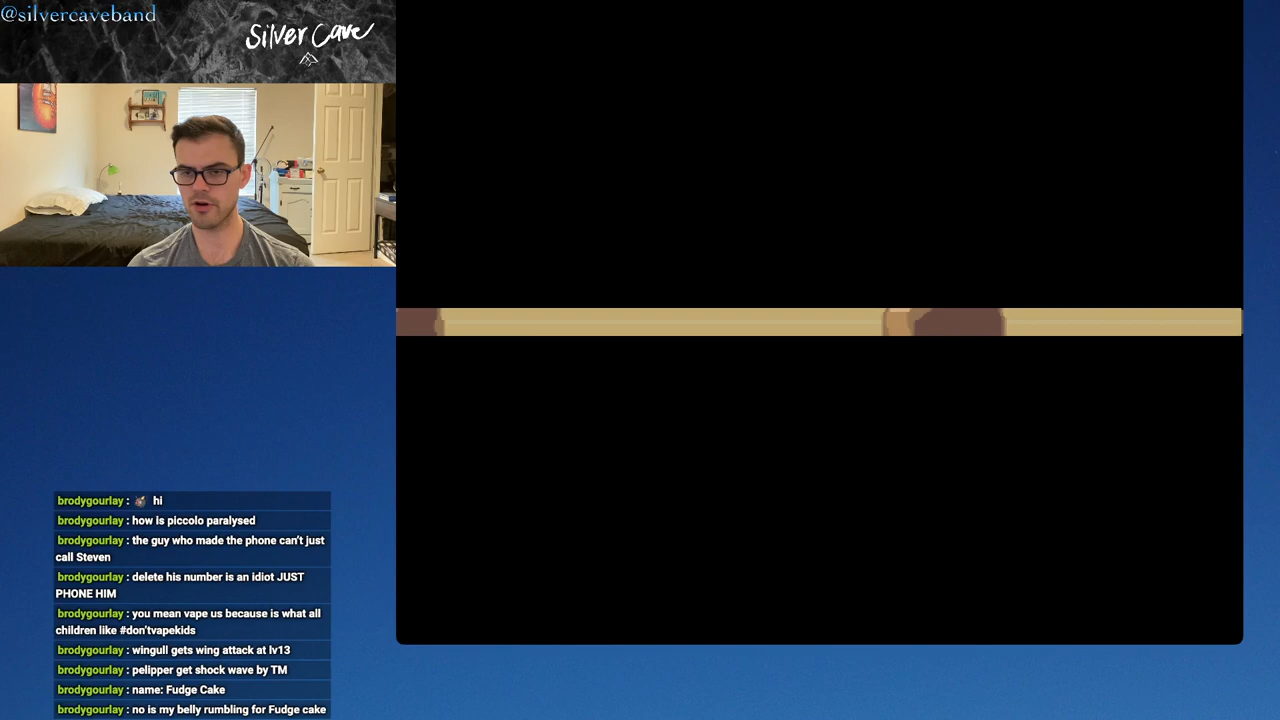 @silvercaveband
Silver Cave
brodygourlay : hi
brodygourlay : how is piccolo paralysed
brodygourlay : the guy who made the phone can't just
call Steven
brodygourlay : delete his number is an idiot JUST
PHONE HIM
brodygourlay : you mean vape us because is what all
children like #don'tvapekids
brodygourlay : wingull gets wing attack at lv13
brodygourlay : pelipper get shock wave by TM
brodygourlay : name: Fudge Cake
brodygourlay : no is my belly rumbling for Fudge cake